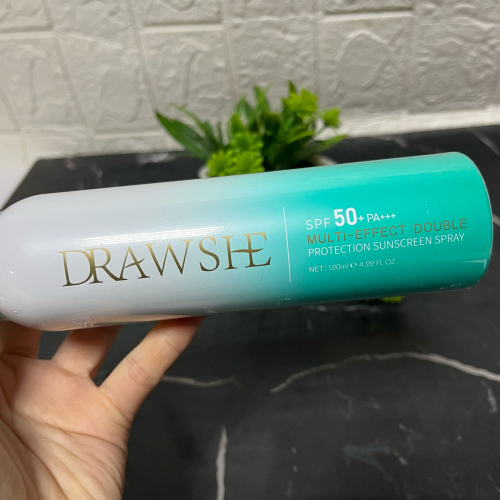 DRAWSHE
SPF 50+ PA+++
MULTI-EFFECT DOUBLE
PROTECTION SUNSCREEN SPRAY
NET: 120ml ℮ 4.22 FL OZ